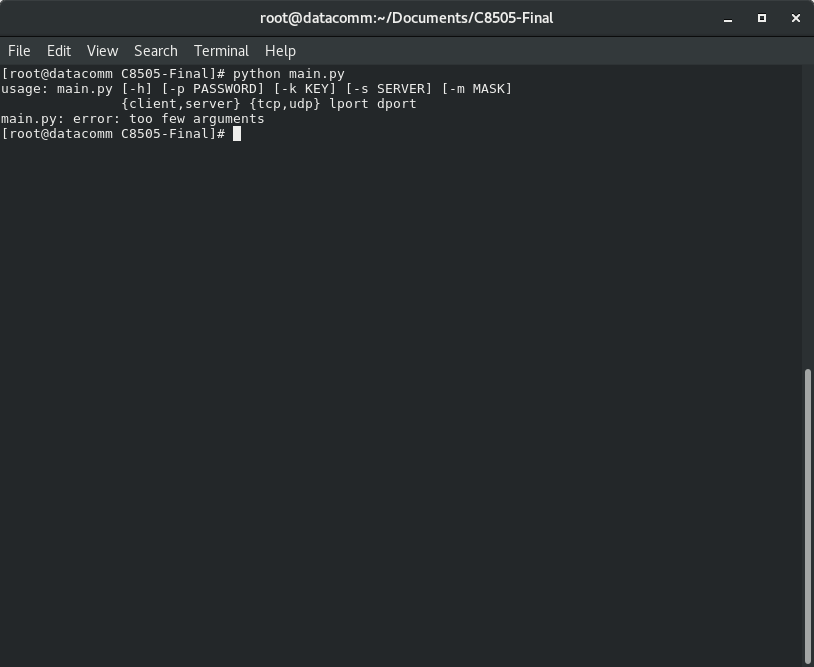 root@datacomm:~/Documents/C8505-Final
File Edit View Search Terminal Help
[root@datacomm C8505-Final]# python main.py
usage: main.py [-h] [-p PASSWORD] [-k KEY] [-s SERVER] [-m MASK]
{client,server} {tcp,udp} lport dport
main.py: error: too few arguments
[root@datacomm C8505-Final]#